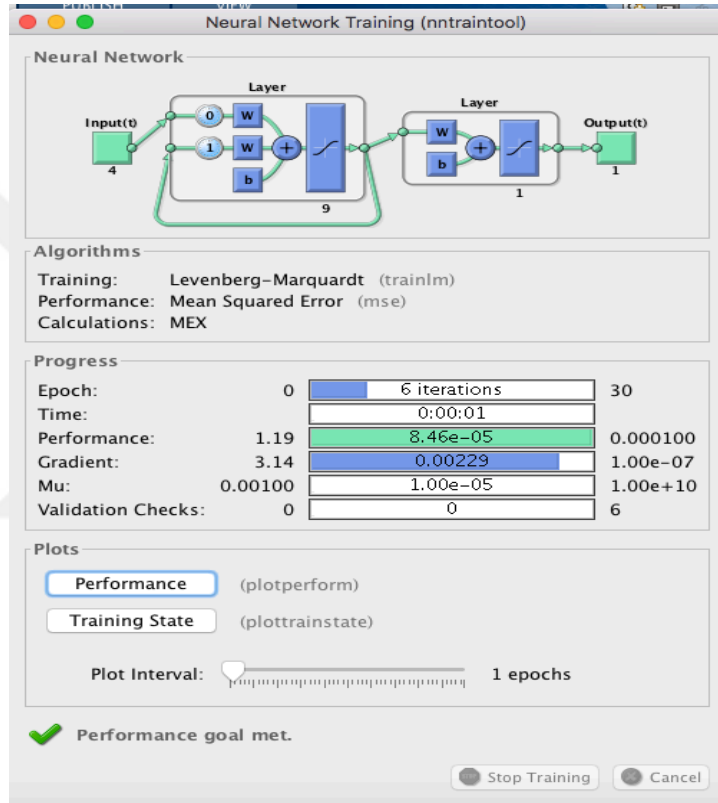 PUBLISH VIEW
Neural Network Training (nntraintool)
Neural Network
Layer
Layer
Input(t)
Output(t)
0 W
W
1 W
b
b
4
9
1
1
Algorithms
Training: Levenberg-Marquardt (trainlm)
Performance: Mean Squared Error (mse)
Calculations: MEX
Progress
Epoch: 0 6 iterations 30
Time: 0:00:01
Performance: 1.19 8.46e-05 0.000100
Gradient: 3.14 0.00229 1.00e-07
Mu: 0.00100 1.00e-05 1.00e+10
Validation Checks: 0 0 6
Plots
Performance (plotperform)
Training State (plottrainstate)
Plot Interval: 1 epochs
Performance goal met.
Stop Training Cancel